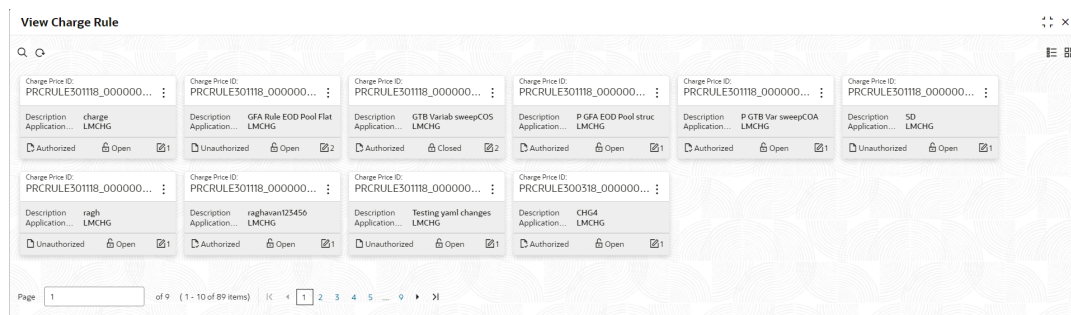 View Charge Rule
Charge Price ID: Charge Price ID: Charge Price ID: Charge Price ID: Charge Price ID: Charge Price ID:
PRCRULE301118_000000... PRCRULE301118_000000... PRCRULE301118_000000... PRCRULE301118_000000... PRCRULE301118_000000... PRCRULE301118_000000...
Description charge Description GFA Rule EOD Pool Flat Description GTB Variab sweepCOS Description P GFA EOD Pool struc Description P GTB Var sweepCOA Description SD
Application... LMCHG Application... LMCHG Application... LMCHG Application... LMCHG Application... LMCHG Application... LMCHG
Authorized Open 1 Unauthorized Open 2 Authorized Closed 2 Authorized Open 1 Authorized Open 1 Unauthorized Open 1
Charge Price ID: Charge Price ID: Charge Price ID: Charge Price ID:
PRCRULE301118_000000... PRCRULE301118_000000... PRCRULE301118_000000... PRCRULE300318_000000...
Description ragh Description raghavan123456 Description Testing yaml changes Description CHG4
Application... LMCHG Application... LMCHG Application... LMCHG Application... LMCHG
Unauthorized Open 1 Authorized Open 1 Unauthorized Open 1 Authorized Open 1
Page 1 of 9 (1 - 10 of 89 items) 1 2 3 4 5 ... 9